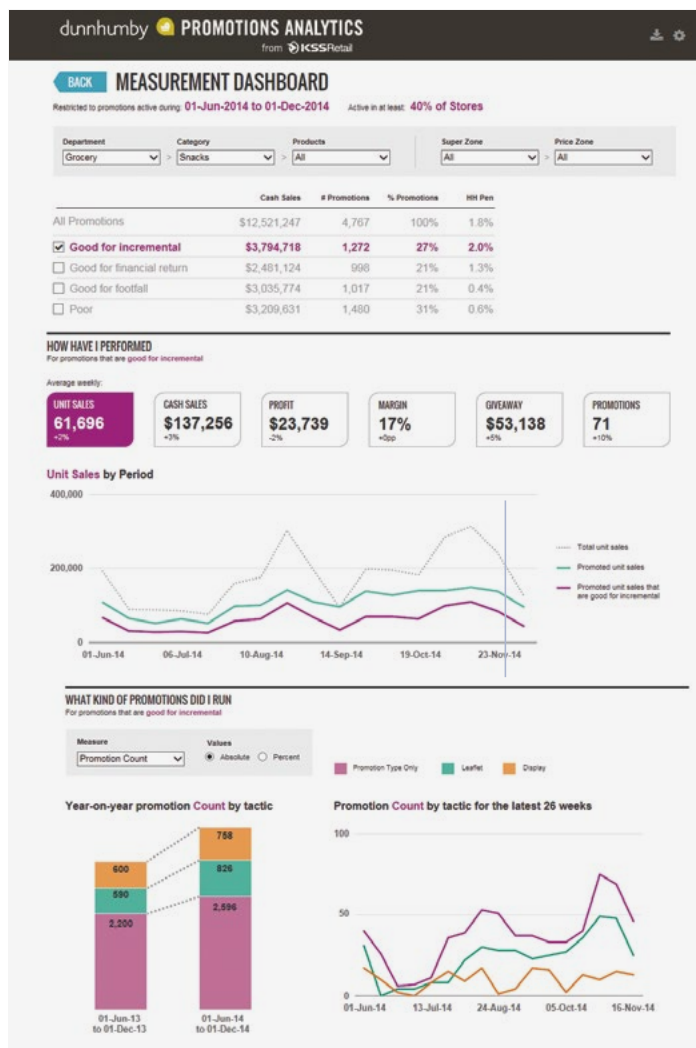 dunnhumby PROMOTIONS ANALYTICS
from KSSRetail
BACK MEASUREMENT DASHBOARD
Restricted to promotions active during: 01-Jun-2014 to 01-Dec-2014 Active in at least: 40% of Stores
Department Category Products Super Zone Price Zone
Grocery > Snacks > All All > All
Cash Sales # Promotions % Promotions HH Pen
All Promotions $12,521,247 4,767 100% 1.8%
Good for incremental $3,794,718 1,272 27% 2.0%
Good for financial return $2,481,124 998 21% 1.3%
Good for footfall $3,035,774 1,017 21% 0.4%
Poor $3,209,631 1,480 31% 0.6%
HOW HAVE I PERFORMED
For promotions that are good for incremental
Average weekly:
UNIT SALES CASH SALES PROFIT MARGIN GIVEAWAY PROMOTIONS
61,696 $137,256 $23,739 17% $53,138 71
+2% +3% -2% +0pp +5% +10%
Unit Sales by Period
400,000
200,000
0
01-Jun-14 06-Jul-14 10-Aug-14 14-Sep-14 19-Oct-14 23-Nov-14
Total unit sales
Promoted unit sales
Promoted unit sales that
are good for incremental
WHAT KIND OF PROMOTIONS DID I RUN
For promotions that are good for incremental
Measure Values
Promotion Count Absolute Percent
Promotion Type Only Leaflet Display
Year-on-year promotion Count by tactic
600
590
2,200
758
826
2,596
01-Jun-13 01-Jun-14
to 01-Dec-13 to 01-Dec-14
Promotion Count by tactic for the latest 26 weeks
100
50
0
01-Jun-14 13-Jul-14 24-Aug-14 05-Oct-14 16-Nov-14